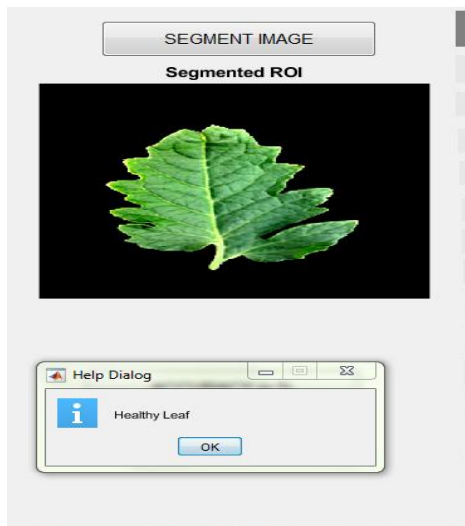 SEGMENT IMAGE
Segmented ROI
Help Dialog
Healthy Leaf
OK